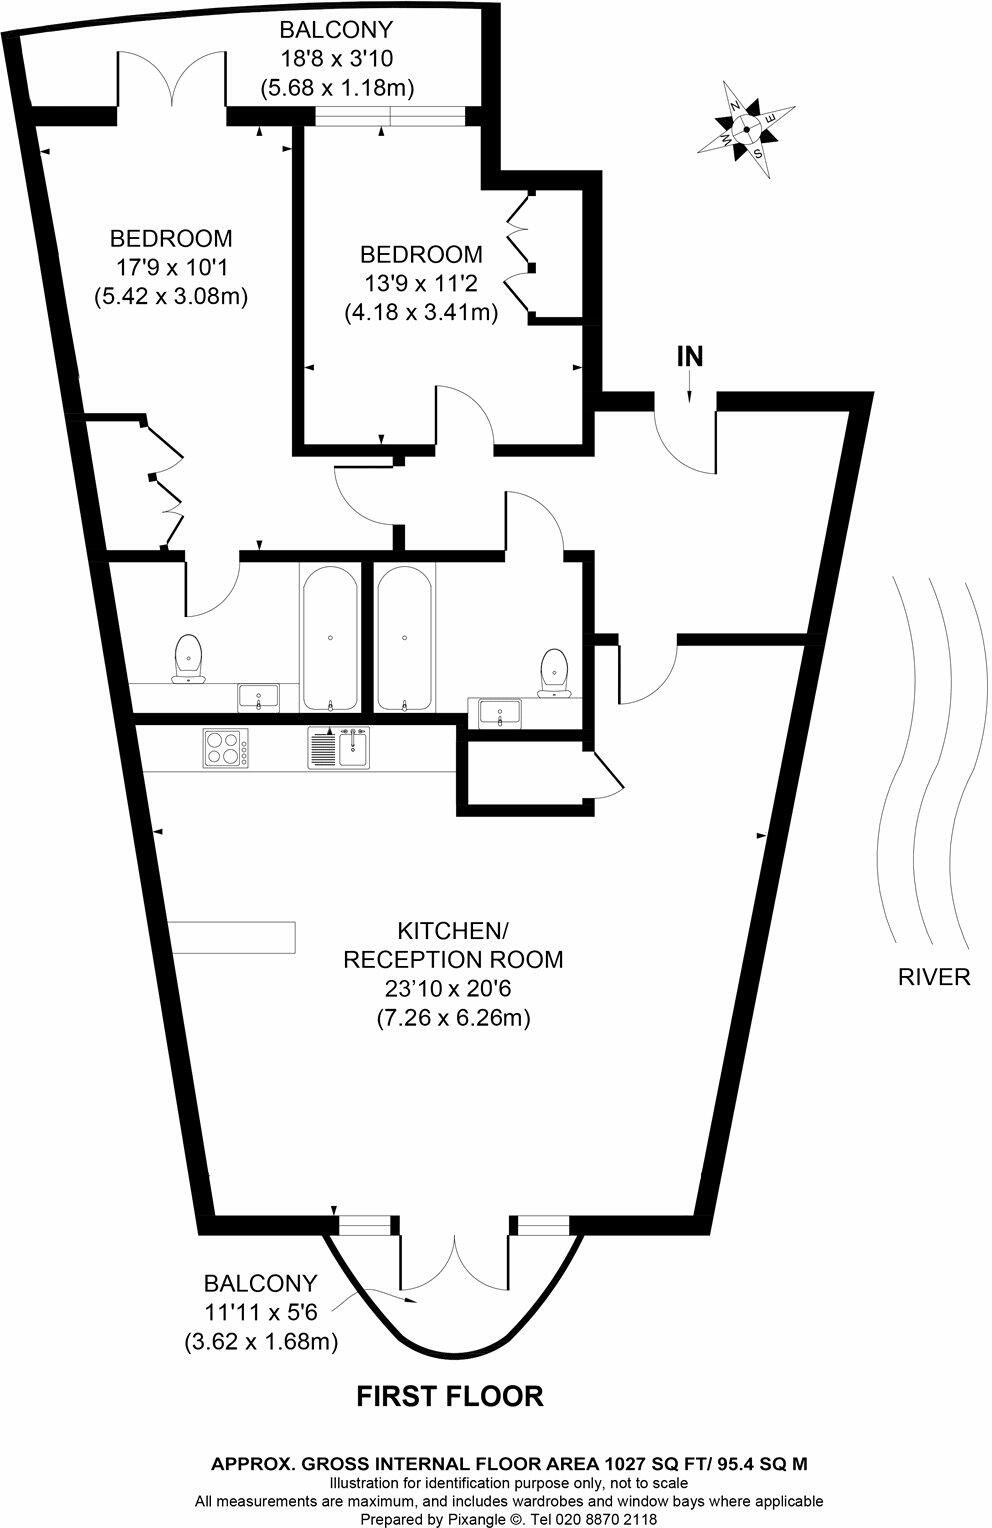 BALCONY
18'8 x 3'10
(5.68 x 1.18m)
N
E
W
S
BEDROOM
17'9 x 10'1
(5.42 x 3.08m)
BEDROOM
13'9 x 11'2
(4.18 x 3.41m)
IN
KITCHEN/
RECEPTION ROOM
23’10 x 20'6
(7.26 x 6.26m)
RIVER
BALCONY
11'11 x 5'6
(3.62 x 1.68m)
FIRST FLOOR
APPROX. GROSS INTERNAL FLOOR AREA 1027 SQ FT/ 95.4 SQ M
Illustration for identification purpose only, not to scale
All measurements are maximum, and includes wardrobes and window bays where applicable
Prepared by Pixangle ©. Tel 020 8870 2118